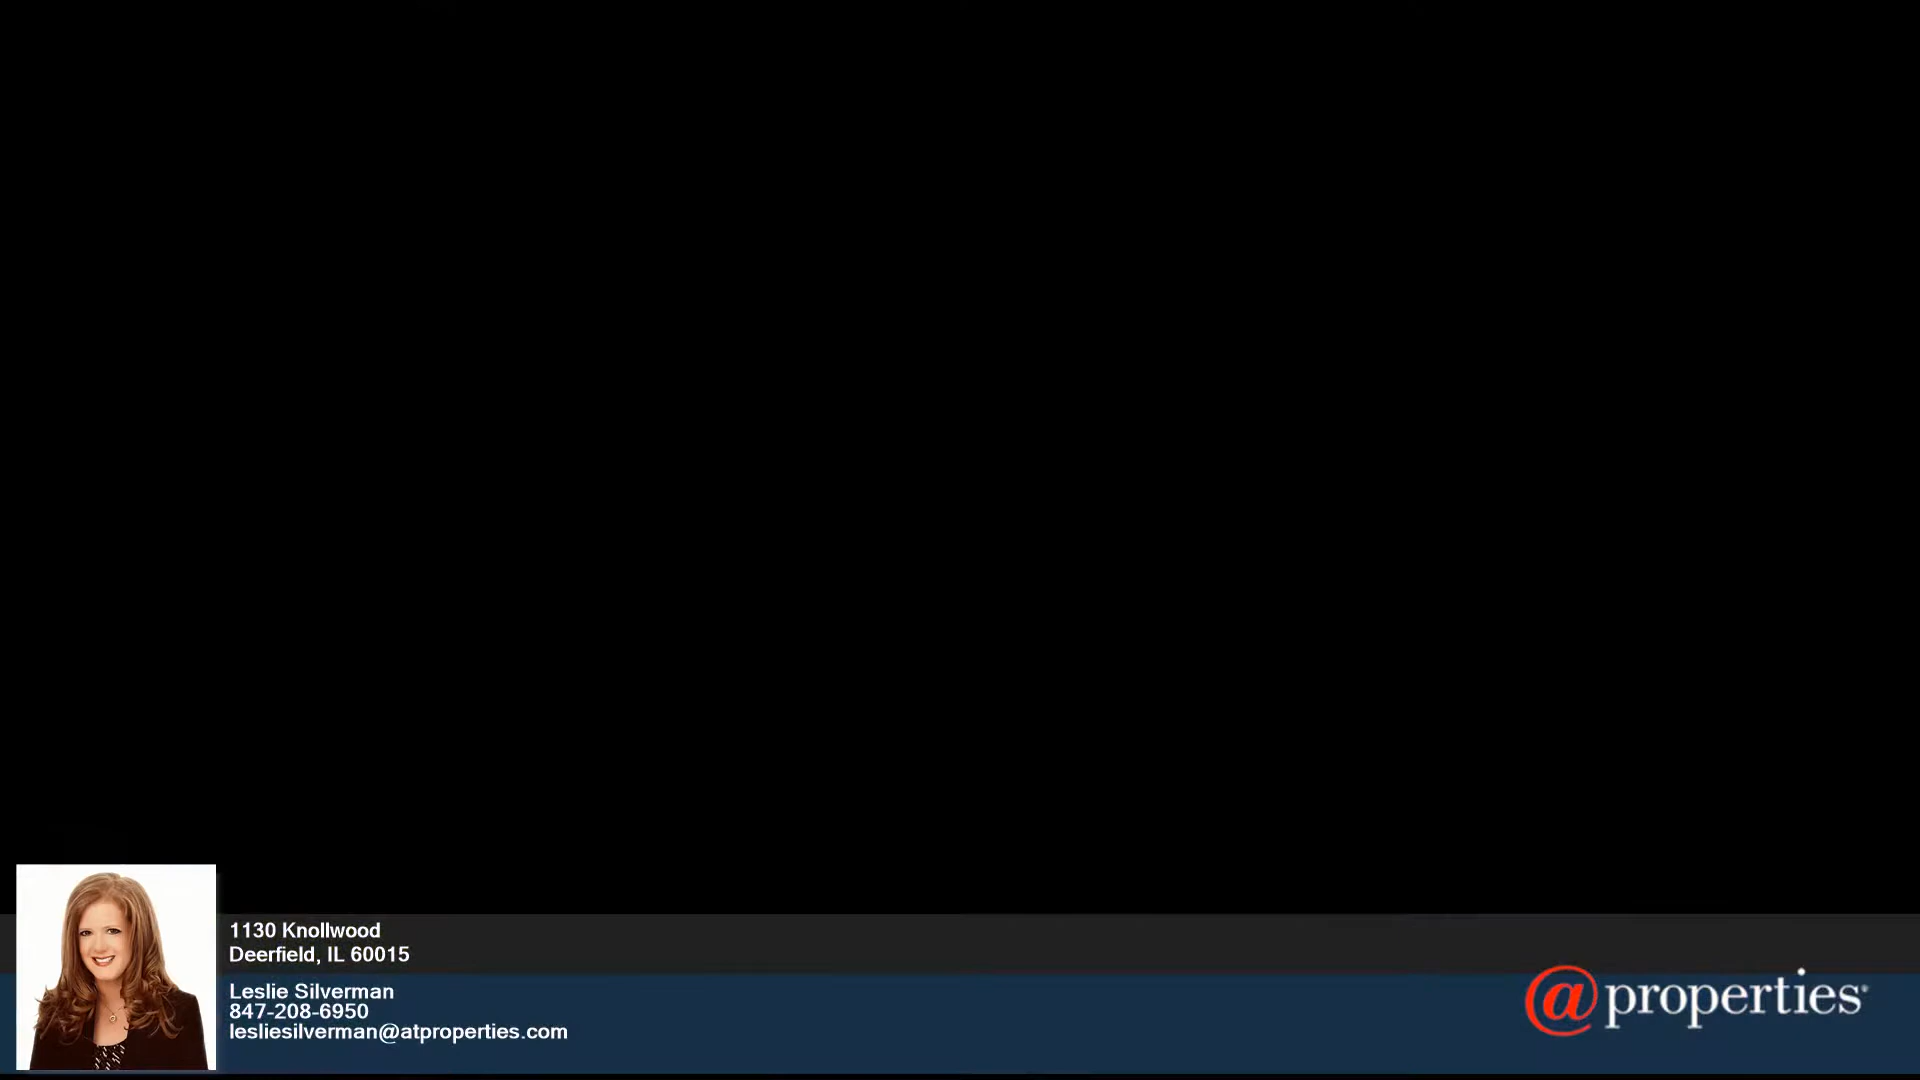 1130 Knollwood
Deerfield, IL 60015
Leslie Silverman
847-208-6950
lesliesilverman@atproperties.com
@properties®